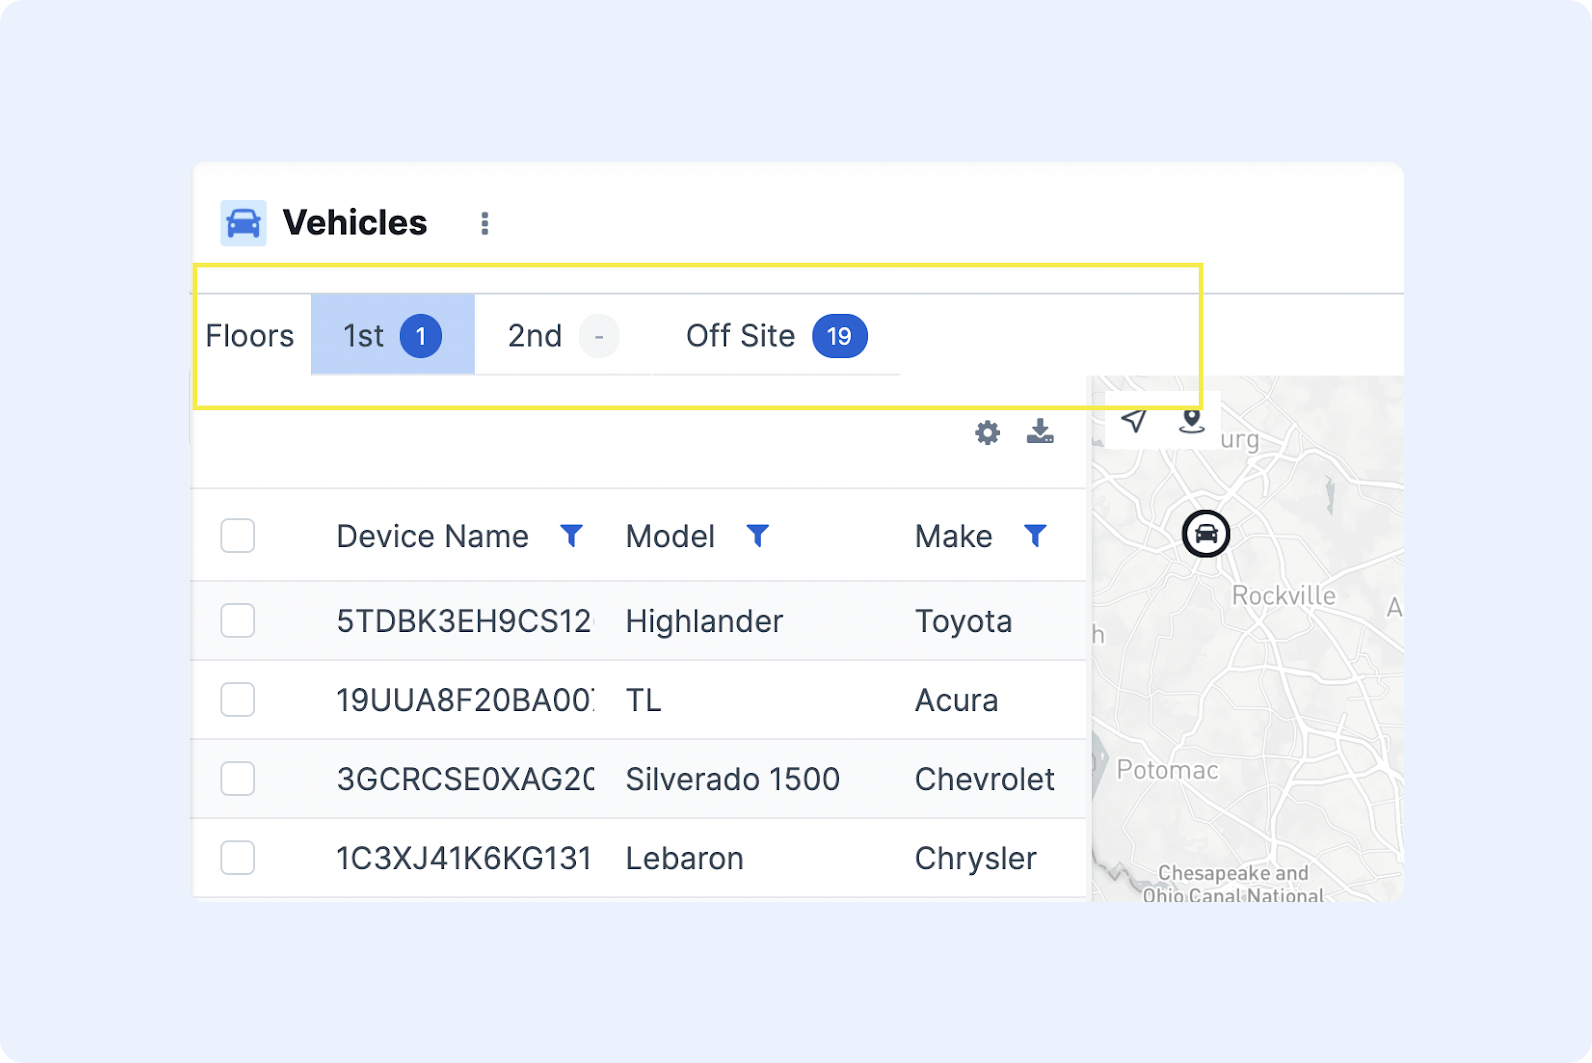 Vehicles
Floors 1st 1 2nd - Off Site 19
urg
Device Name Model Make
5TDBK3EH9CS12 Highlander Toyota
19UUA8F20BA00 TL Acura
3GCRCSE0XAG20 Silverado 1500 Chevrolet
1C3XJ41K6KG131 Lebaron Chrysler
Rockville
A
h
Potomac
Chesapeake and
Ohio Canal National